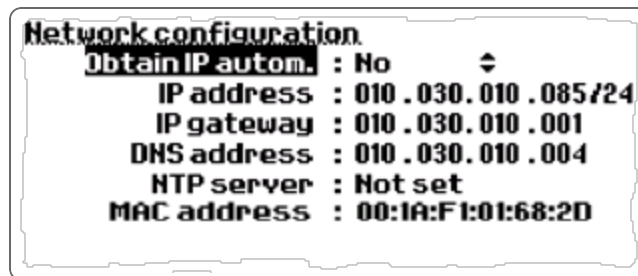 Network configuration
Obtain IP autom. : No
IP address : 010.030.010.085/24
IP gateway : 010.030.010.001
DNS address : 010.030.010.004
NTP server : Not set
MAC address : 00:1A:F1:01:68:2D